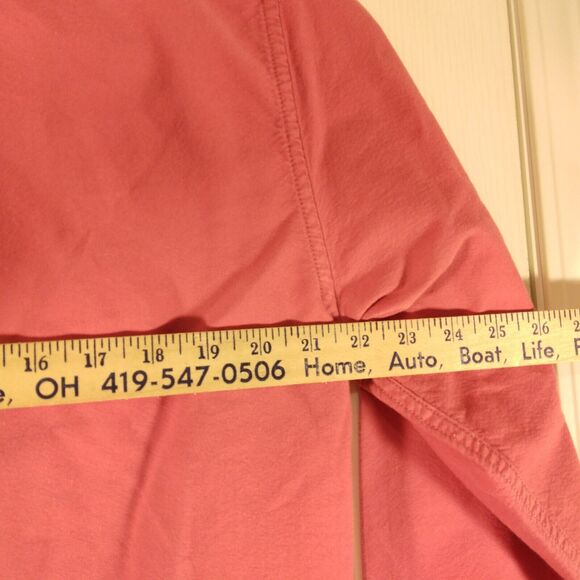 16 17 18 19 20 21 22 23 24 25 26
OH 419-547-0506 Home, Auto, Boat, Life,